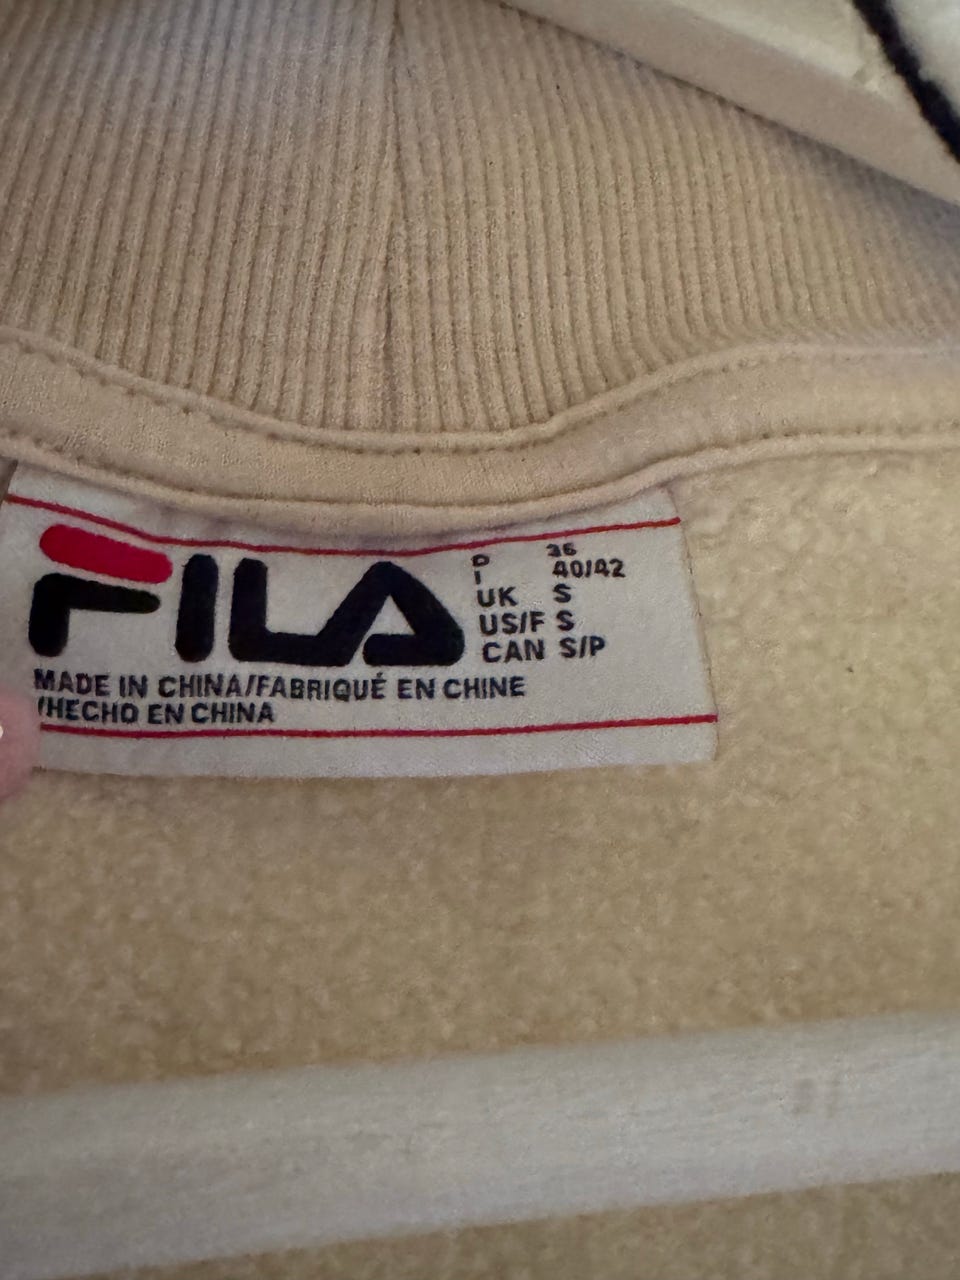 FILA
D 36
I 40/42
UK S
US/F S
CAN S/P
MADE IN CHINA/FABRIQUÉ EN CHINE
/HECHO EN CHINA